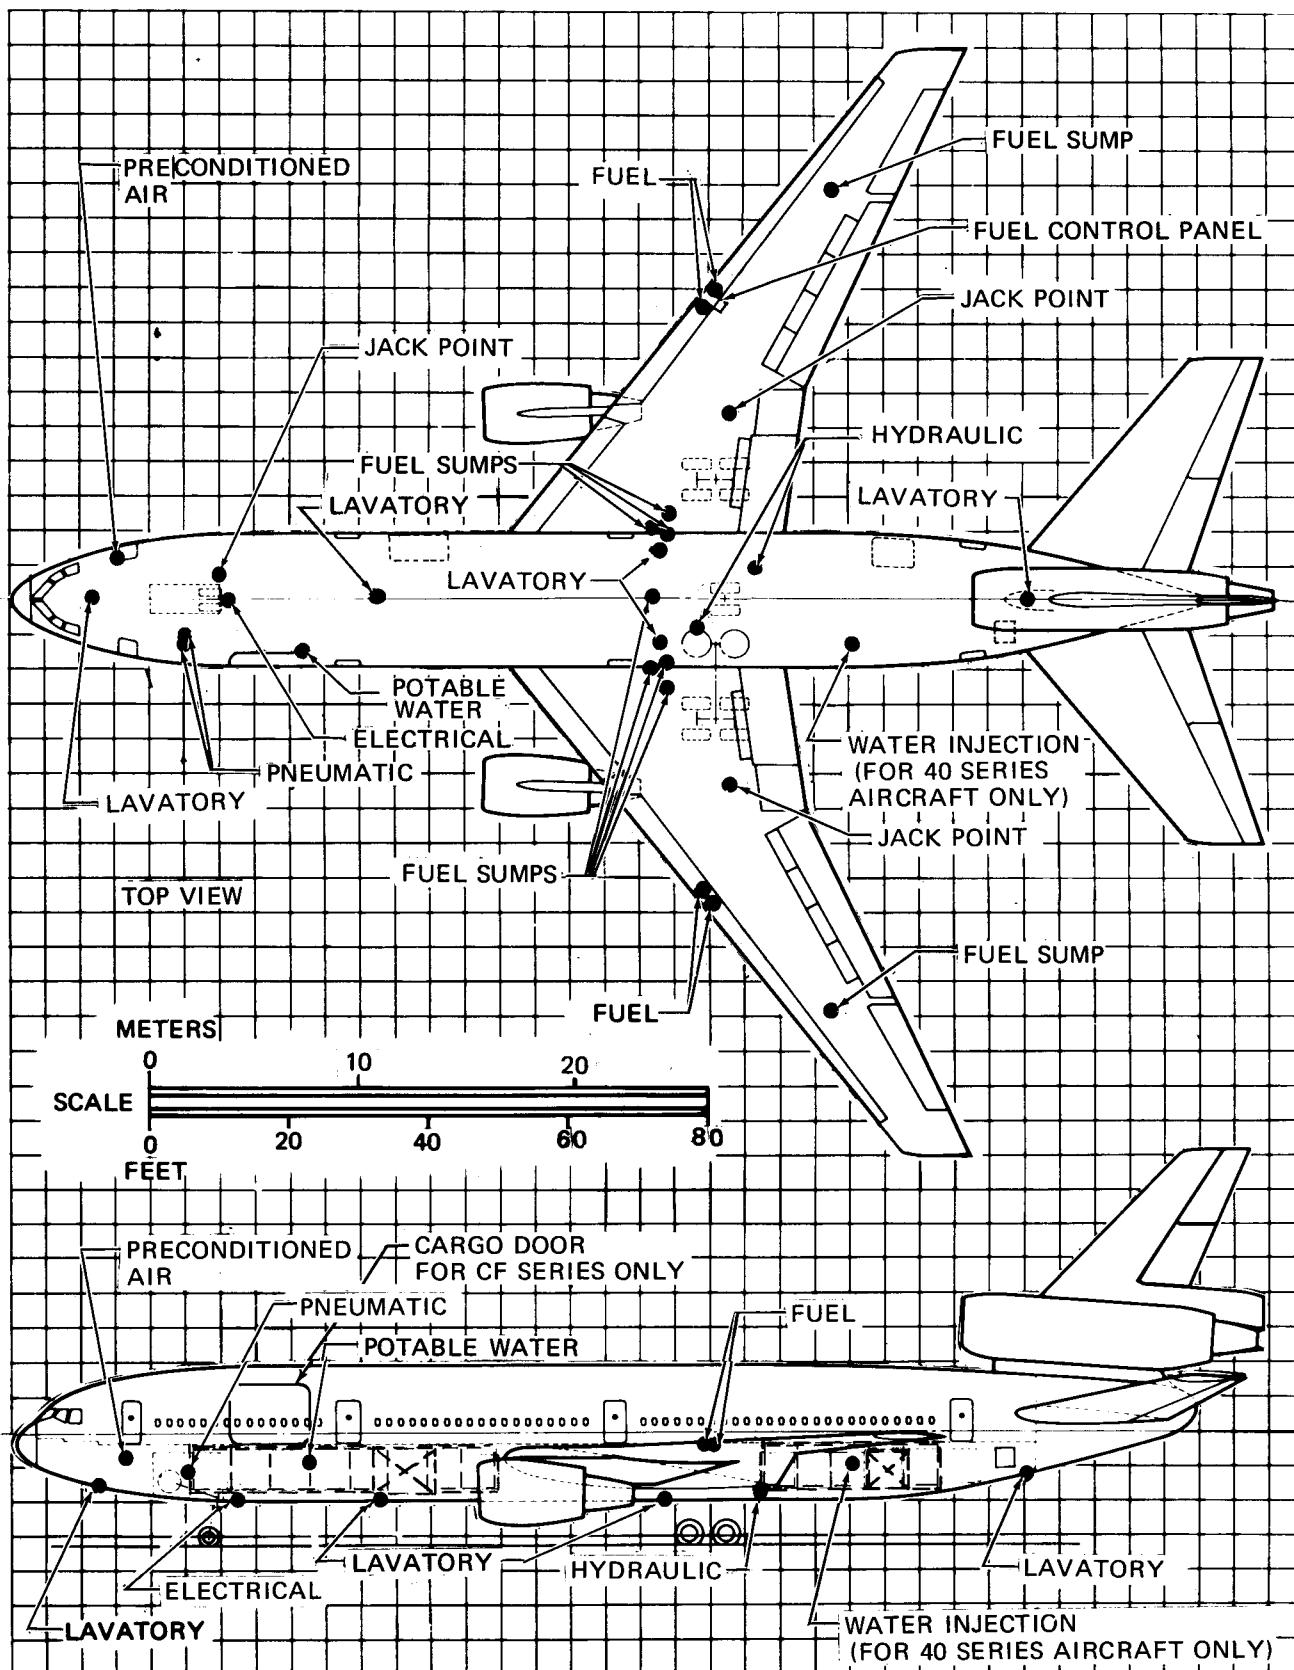 PRECONDITIONED
AIR
FUEL
FUEL SUMP
FUEL CONTROL PANEL
JACK POINT
JACK POINT
HYDRAULIC
FUEL SUMPS
LAVATORY
LAVATORY
LAVATORY
POTABLE
WATER
ELECTRICAL
PNEUMATIC
LAVATORY
WATER INJECTION
(FOR 40 SERIES
AIRCRAFT ONLY)
JACK POINT
FUEL SUMPS
TOP VIEW
FUEL SUMP
FUEL
METERS
0 10 20
SCALE
0 20 40 60 80
FEET
PRECONDITIONED
AIR
CARGO DOOR
FOR CF SERIES ONLY
PNEUMATIC
FUEL
POTABLE WATER
LAVATORY
HYDRAULIC
LAVATORY
ELECTRICAL
LAVATORY
WATER INJECTION
(FOR 40 SERIES AIRCRAFT ONLY)